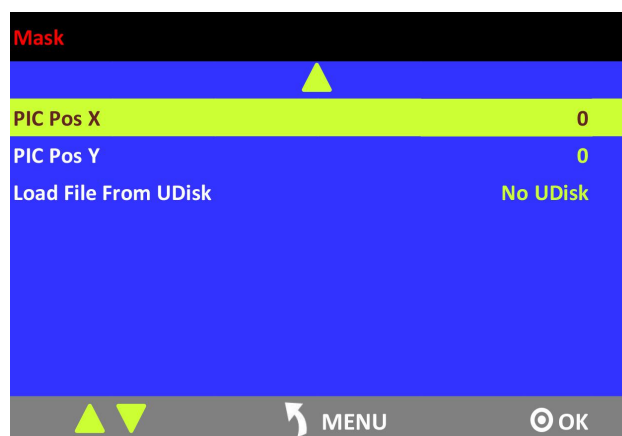 Mask
PIC Pos X 0
PIC Pos Y 0
Load File From UDisk No UDisk
MENU OK